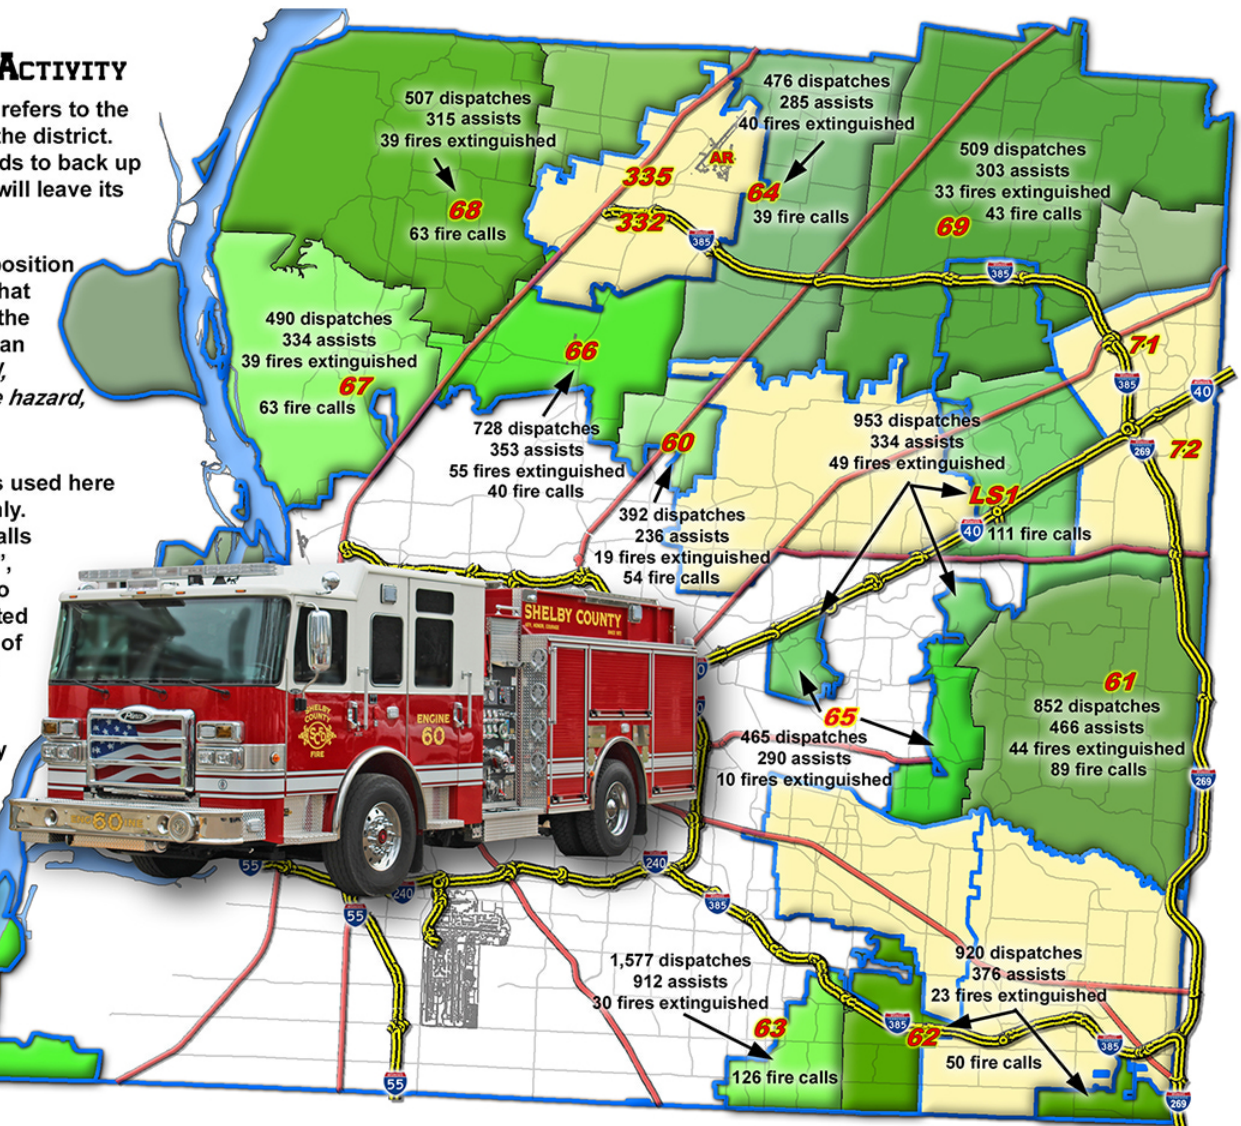 ACTIVITY
refers to the
the district.
ds to back up
will leave its
position
hat
the
an
hazard,
s used here
ly.
alls
o
ted
of
y
507 dispatches
315 assists
39 fires extinguished
68
63 fire calls
335
332
AR
385
476 dispatches
285 assists
40 fires extinguished
64
39 fire calls
509 dispatches
303 assists
33 fires extinguished
43 fire calls
69
385
490 dispatches
334 assists
39 fires extinguished
67
63 fire calls
66
728 dispatches
353 assists
55 fires extinguished
40 fire calls
60
392 dispatches
236 assists
19 fires extinguished
54 fire calls
71
385
40
269
72
953 dispatches
334 assists
49 fires extinguished
LS1
40
111 fire calls
61
852 dispatches
466 assists
44 fires extinguished
89 fire calls
65
465 dispatches
290 assists
10 fires extinguished
269
SHELBY COUNTY
SHELBY
COUNTY
FIRE
ENGINE
60
60
55
240
240
385
55
1,577 dispatches
912 assists
30 fires extinguished
63
126 fire calls
920 dispatches
376 assists
23 fires extinguished
385
62
50 fire calls
385
55
269